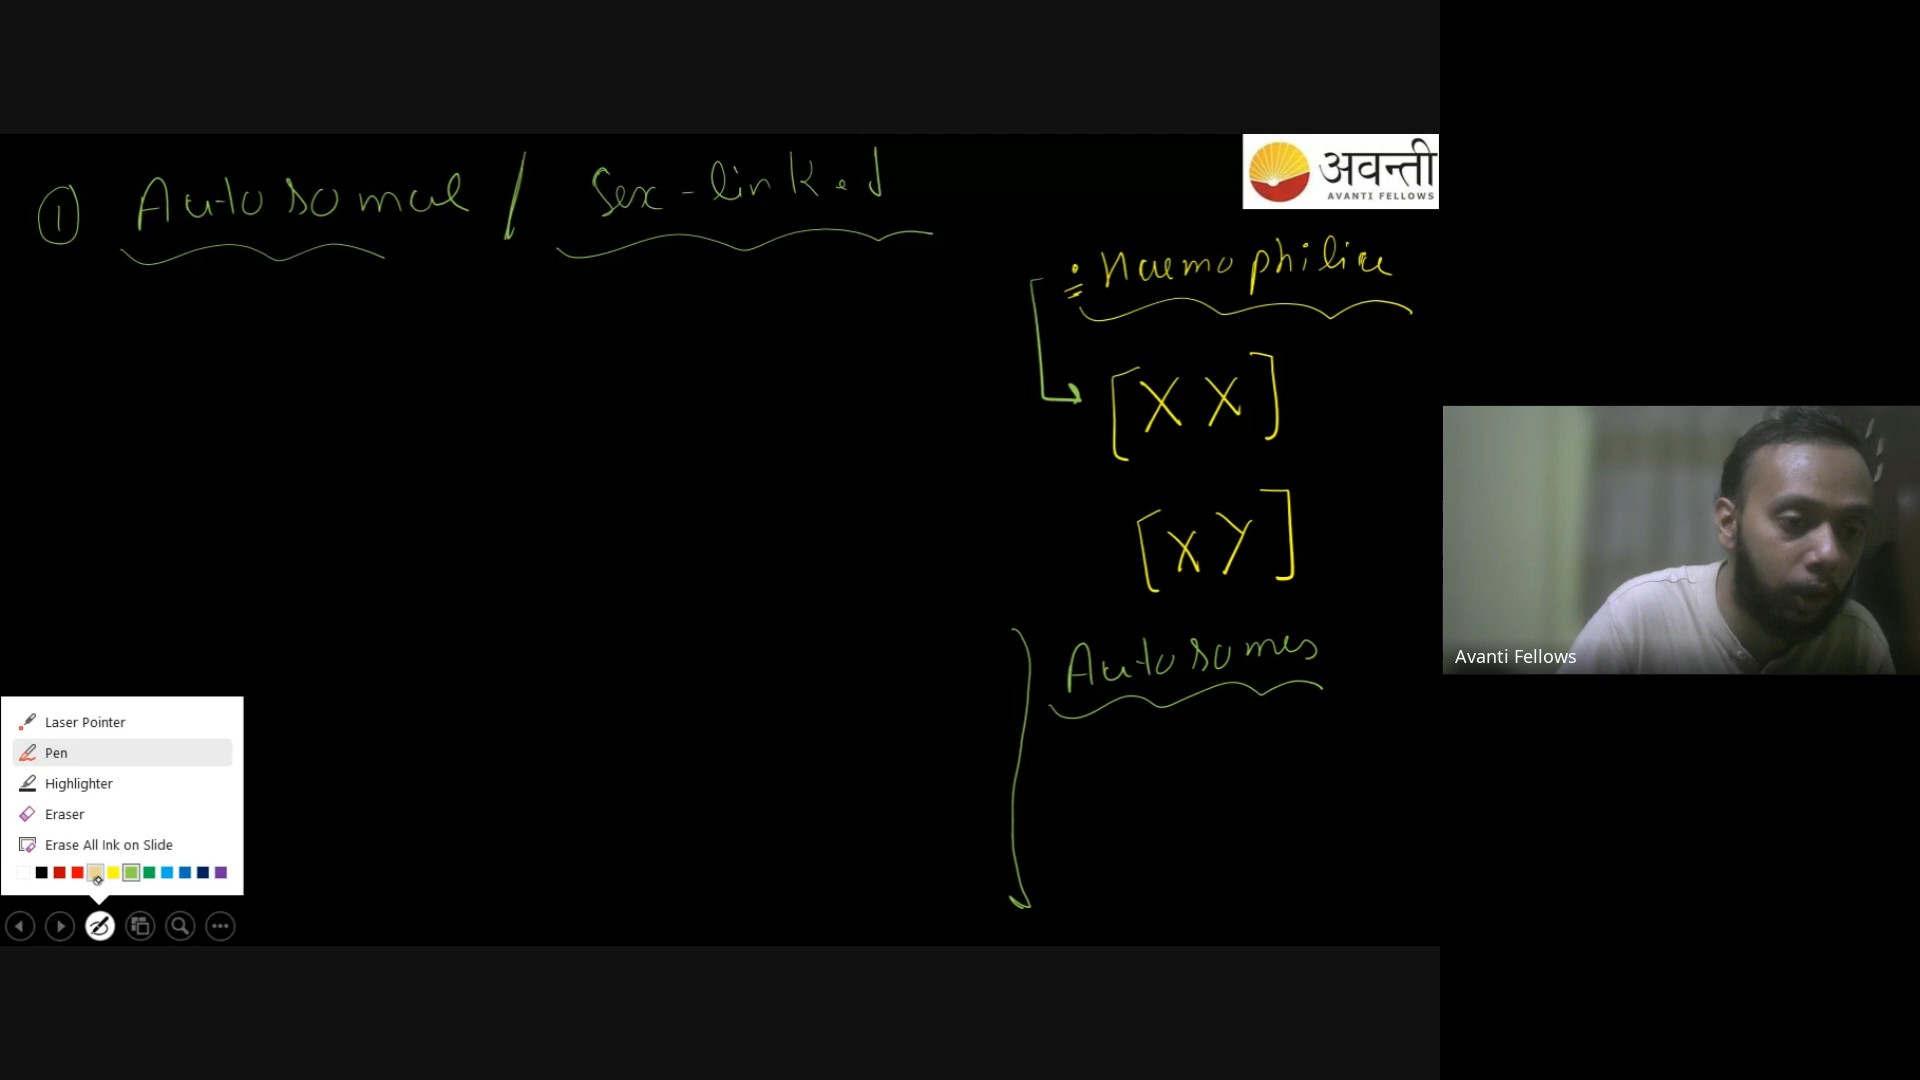 ① Autosomal / Sex-linked
अवन्ती
AVANTI FELLOWS
: Haemophilia
[X X]
[X Y]
Autosomes
Avanti Fellows
Laser Pointer
Pen
Highlighter
Eraser
Erase All Ink on Slide